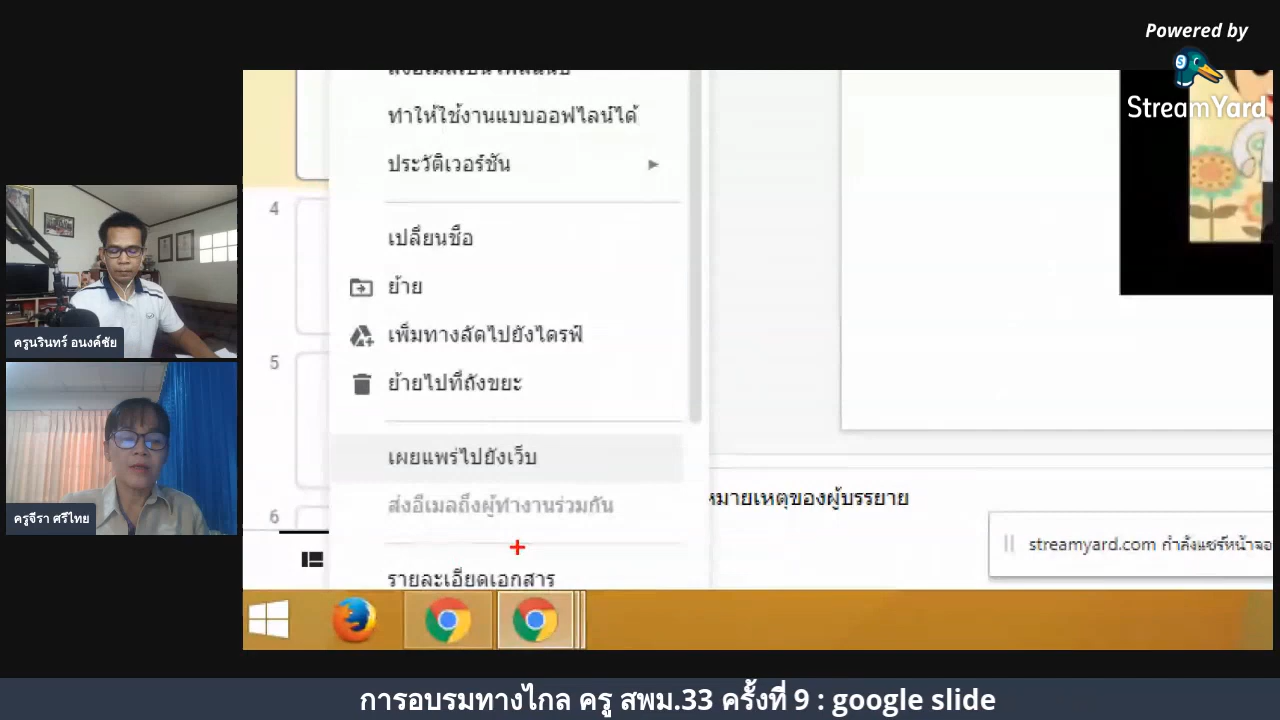 Powered by
StreamYard
ทำให้ใช้งานแบบออฟไลน์ได้
ประวัติเวอร์ชัน
4
เปลี่ยนชื่อ
ย้าย
เพิ่มทางลัดไปยังไดรฟ์
5
ย้ายไปที่ถังขยะ
เผยแพร่ไปยังเว็บ
ส่งอีเมลถึงผู้ทำงานร่วมกัน
หมายเหตุของผู้บรรยาย
6
streamyard.com กำลังแชร์หน้าจอ
รายละเอียดเอกสาร
ครูนรินทร์ อนงค์ชัย
ครูจีรา ศรีไทย
การอบรมทางไกล ครู สพม.33 ครั้งที่ 9 : google slide